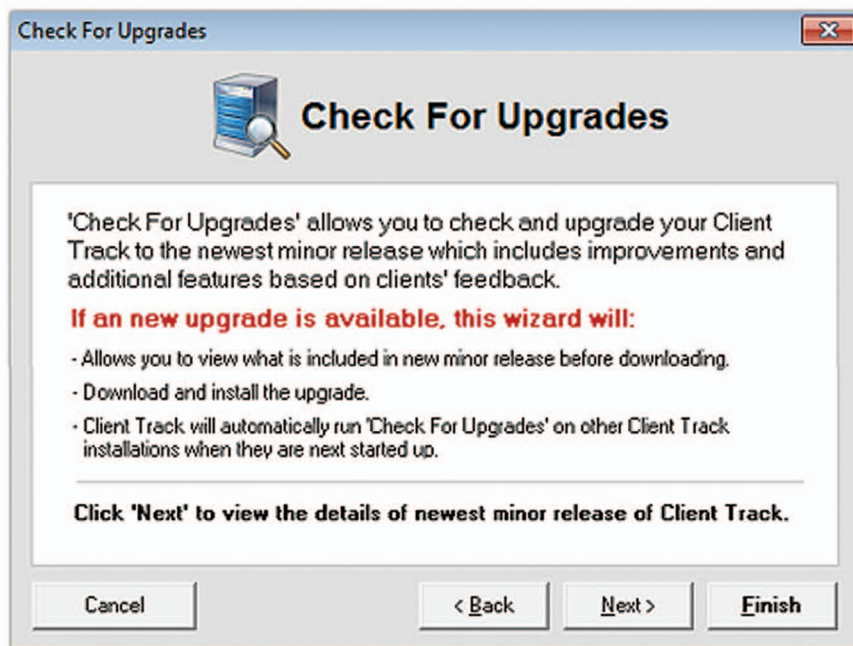 Check For Upgrades
Check For Upgrades
'Check For Upgrades' allows you to check and upgrade your Client
Track to the newest minor release which includes improvements and
additional features based on clients' feedback.
If an new upgrade is available, this wizard will:
- Allows you to view what is included in new minor release before downloading.
- Download and install the upgrade.
- Client Track will automatically run 'Check For Upgrades' on other Client Track
installations when they are next started up.
Click 'Next' to view the details of newest minor release of Client Track.
Cancel
< Back
Next >
Finish